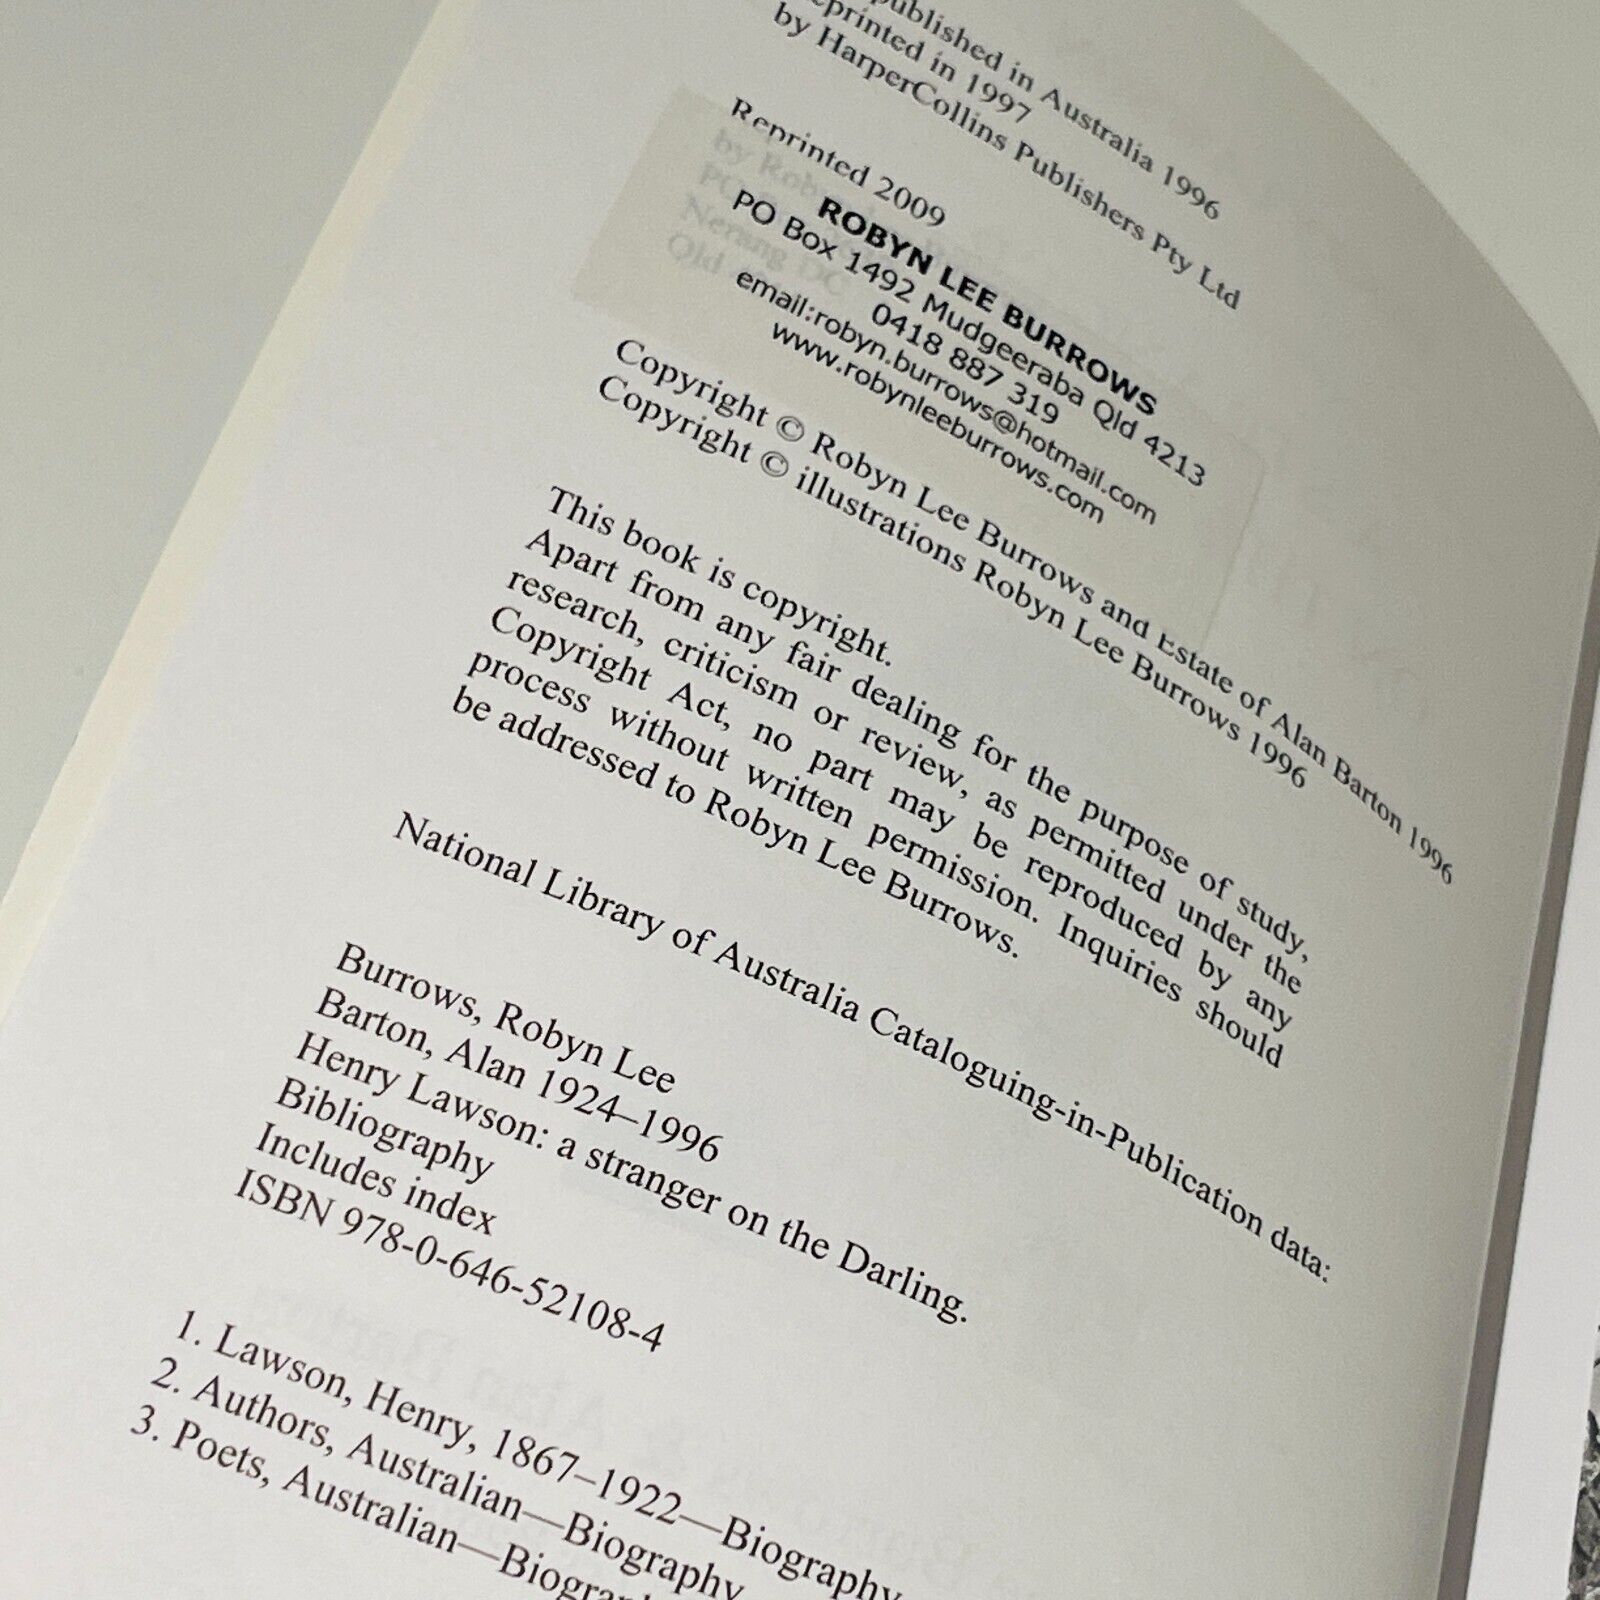 published in Australia 1996
reprinted in 1997
by HarperCollins Publishers Pty Ltd
Reprinted 2009
ROBYN LEE BURROWS
PO Box 1492 Mudgeeraba Qld 4213
0418 887 319
email:robyn.burrows@hotmail.com
www.robynleeburrows.com
Copyright © Robyn Lee Burrows and Estate of Alan Barton 1996
Copyright © illustrations Robyn Lee Burrows 1996
This book is copyright.
Apart from any fair dealing for the purpose of study,
research, criticism or review, as permitted under the
Copyright Act, no part may be reproduced by any
process without written permission. Inquiries should
be addressed to Robyn Lee Burrows.
National Library of Australia Cataloguing-in-Publication data:
Burrows, Robyn Lee
Barton, Alan 1924–1996
Henry Lawson: a stranger on the Darling.
Bibliography
Includes index
ISBN 978-0-646-52108-4
1. Lawson, Henry, 1867–1922—Biography
2. Authors, Australian—Biography
3. Poets, Australian—Biography